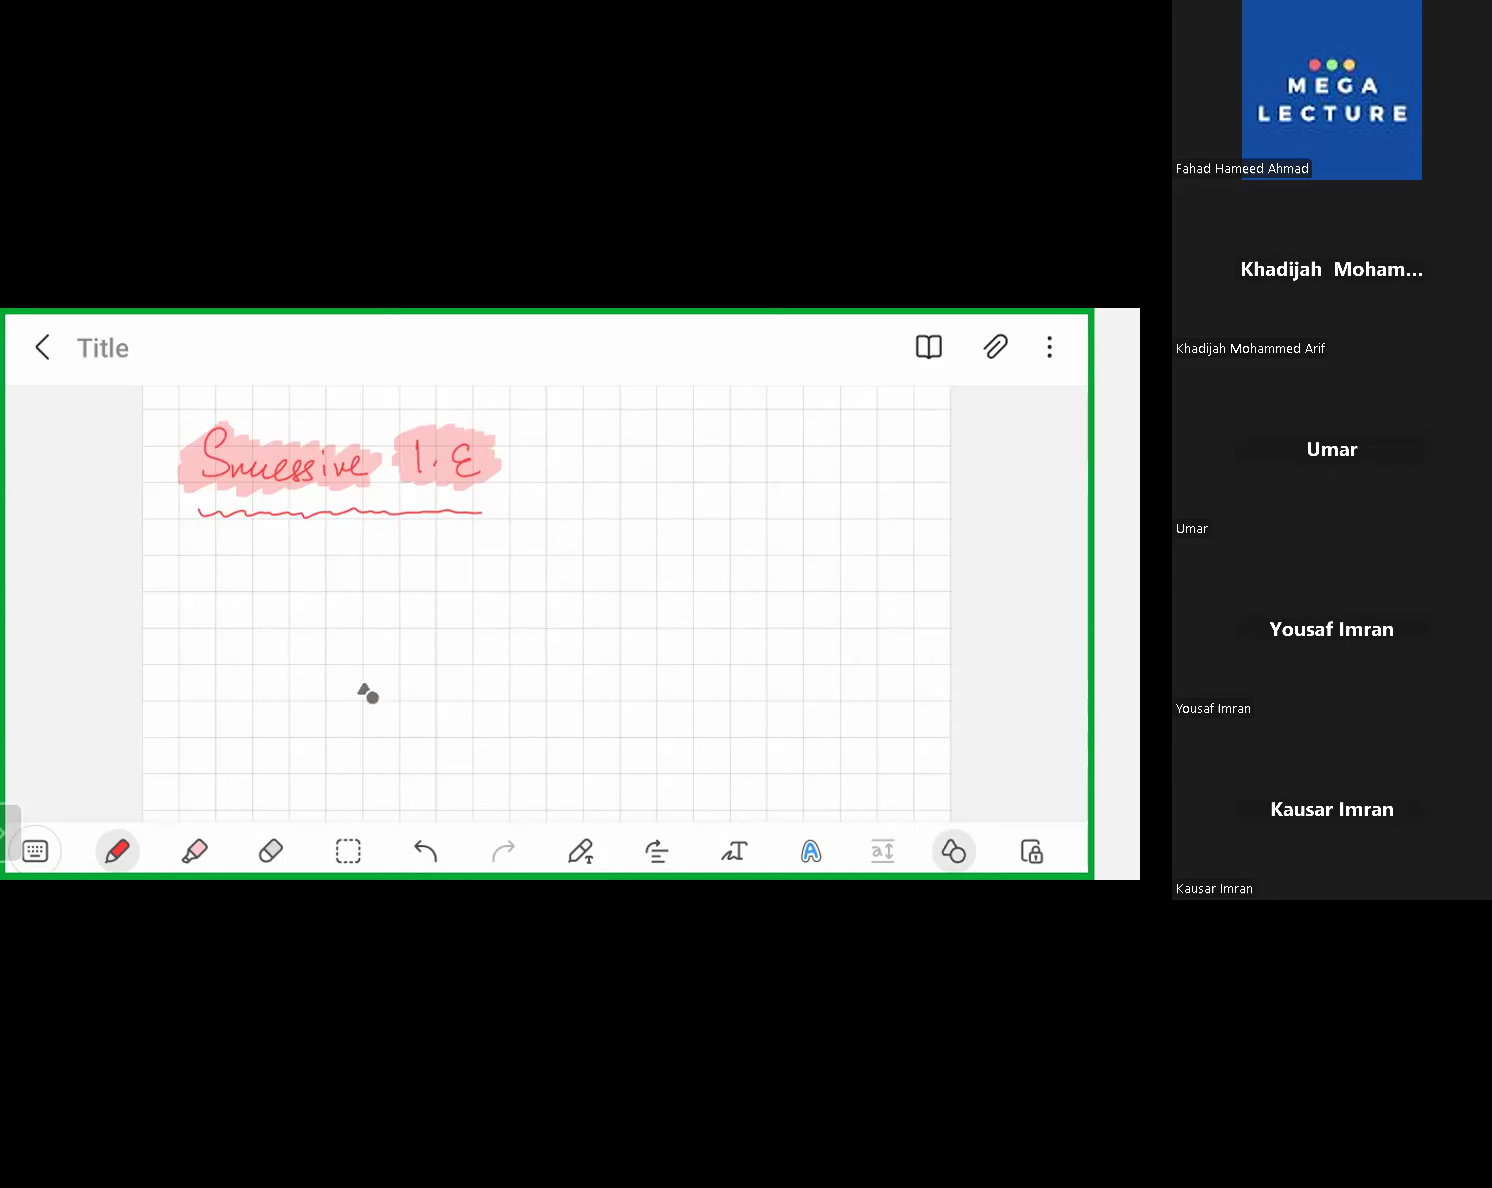 MEGA
LECTURE
Fahad Hameed Ahmad
Khadijah Moham...
Khadijah Mohammed Arif
Title
Successive I.E
Umar
Umar
Yousaf Imran
Yousaf Imran
Kausar Imran
Kausar Imran
T
T
A
a